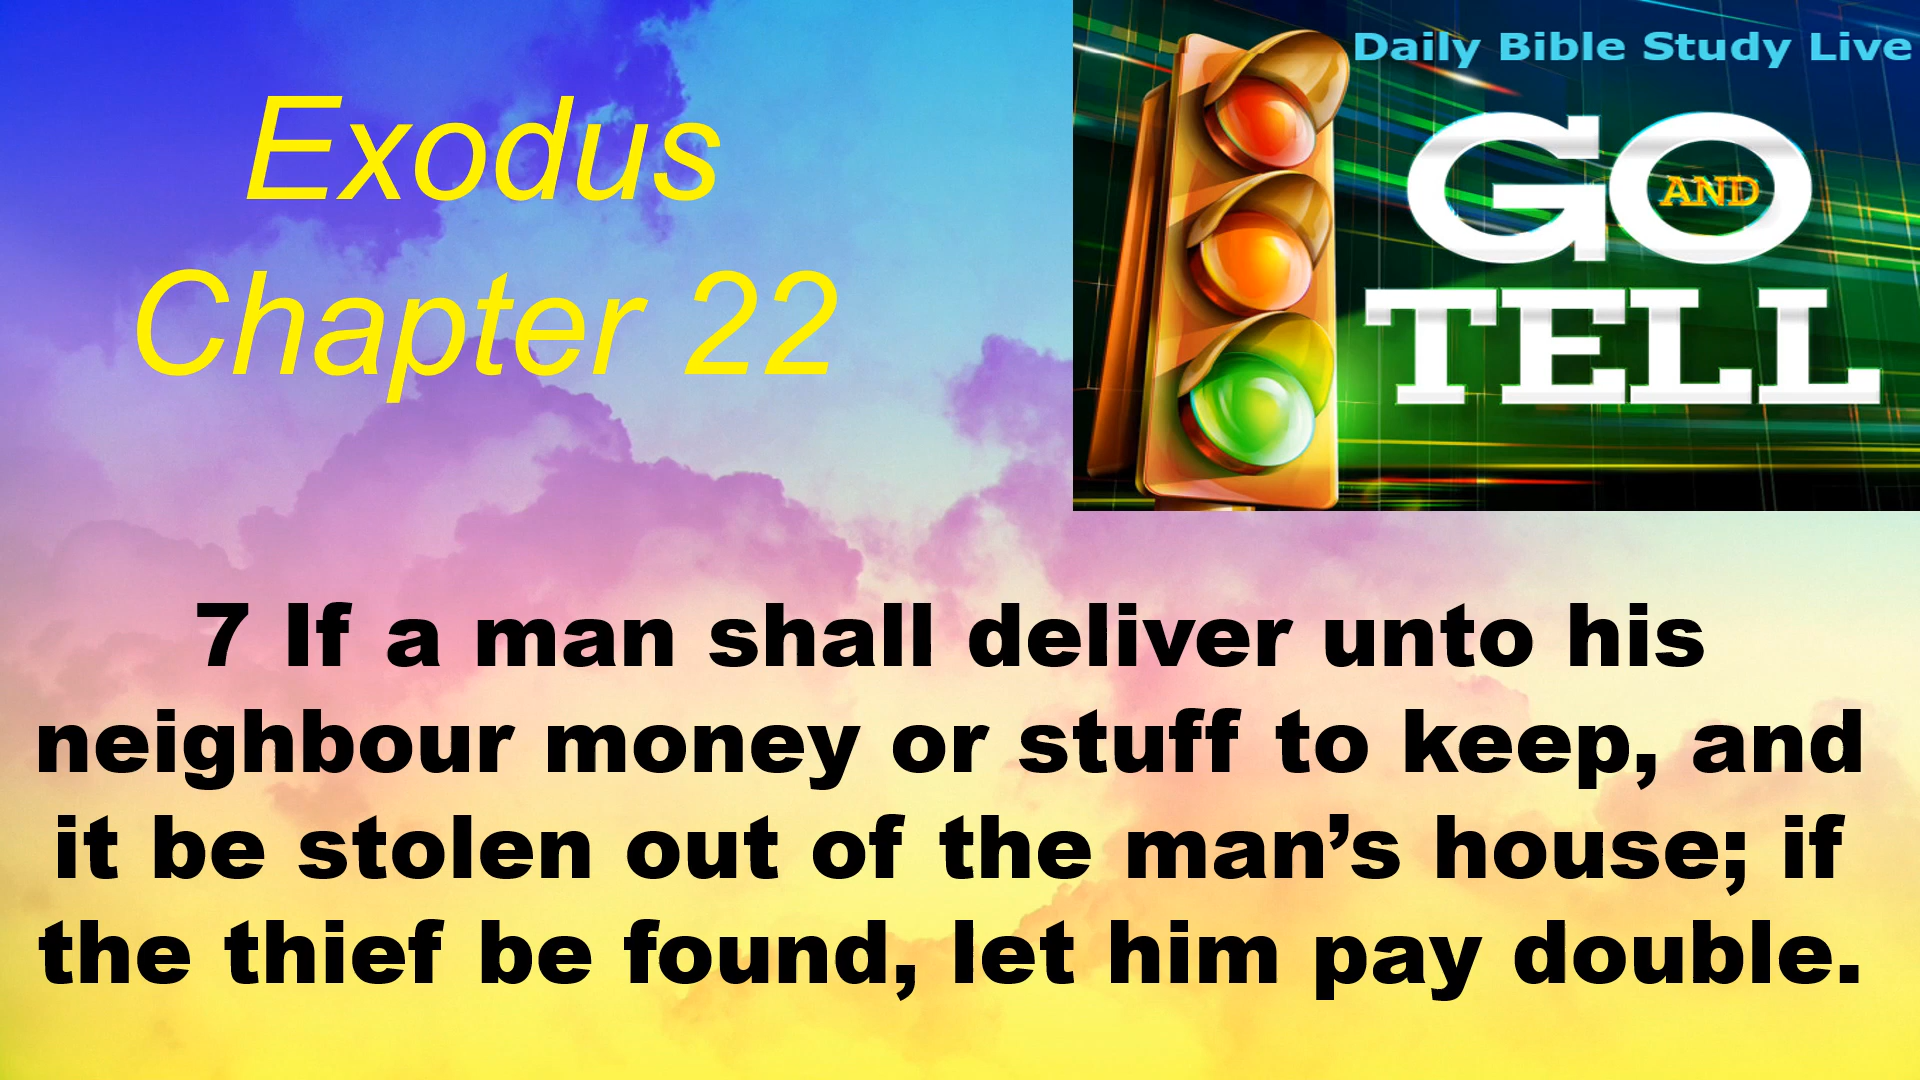 Exodus
Chapter 22
Daily Bible Study Live
GO AND
TELL
7 If a man shall deliver unto his
neighbour money or stuff to keep, and
it be stolen out of the man’s house; if
the thief be found, let him pay double.